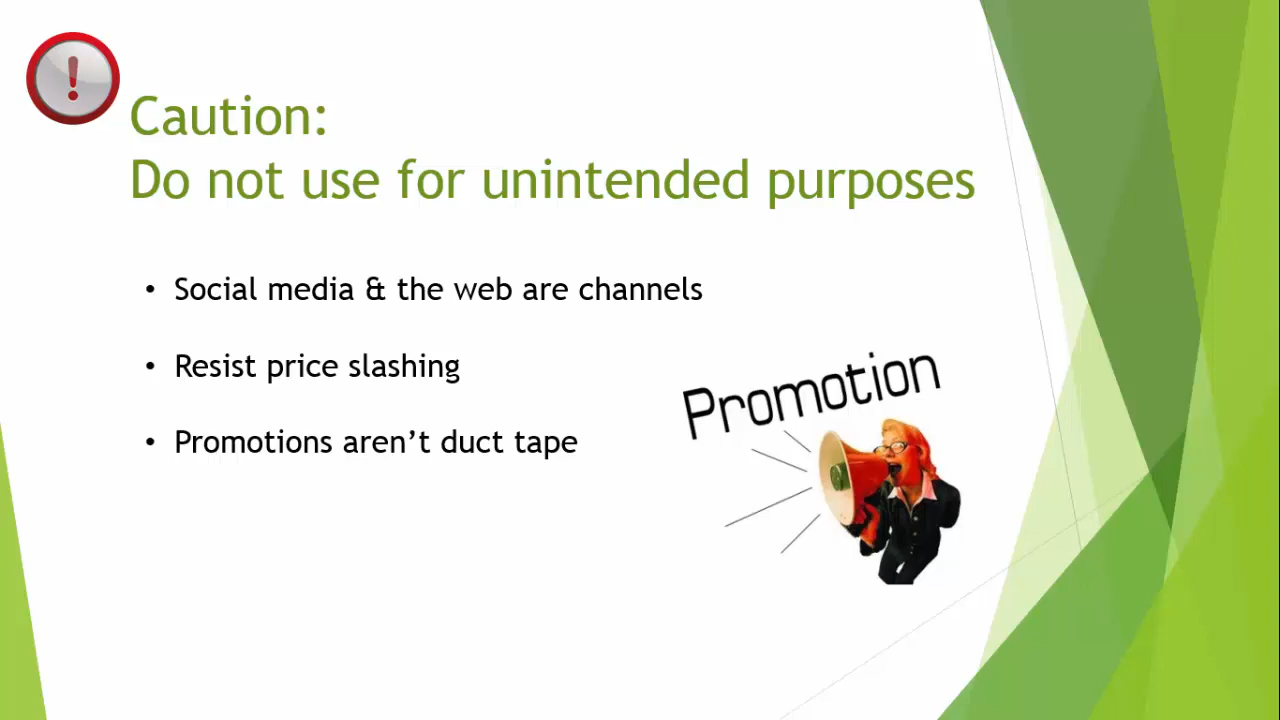 Caution:
Do not use for unintended purposes
• Social media & the web are channels
• Resist price slashing
• Promotions aren’t duct tape
Promotion